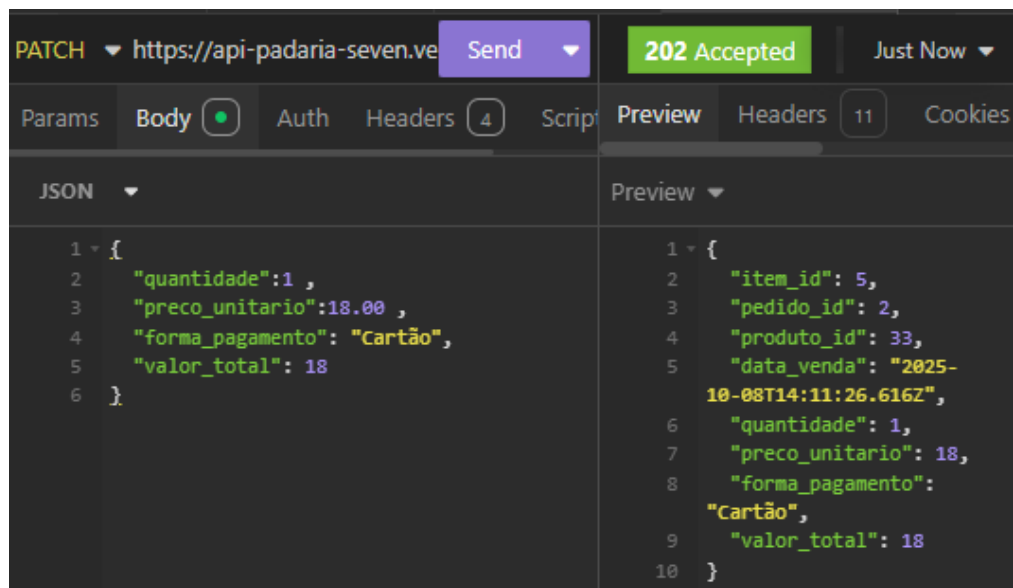 PATCH https://api-padaria-seven.ve Send 202 Accepted Just Now
Params Body Auth Headers 4 Script Preview Headers 11 Cookies
JSON Preview
1 {
2 "quantidade":1 ,
3 "preco_unitario":18.00 ,
4 "forma_pagamento": "Cartão",
5 "valor_total": 18
6 }
1 {
2 "item_id": 5,
3 "pedido_id": 2,
4 "produto_id": 33,
5 "data_venda": "2025-
10-08T14:11:26.616Z",
6 "quantidade": 1,
7 "preco_unitario": 18,
8 "forma_pagamento":
"Cartão",
9 "valor_total": 18
10 }